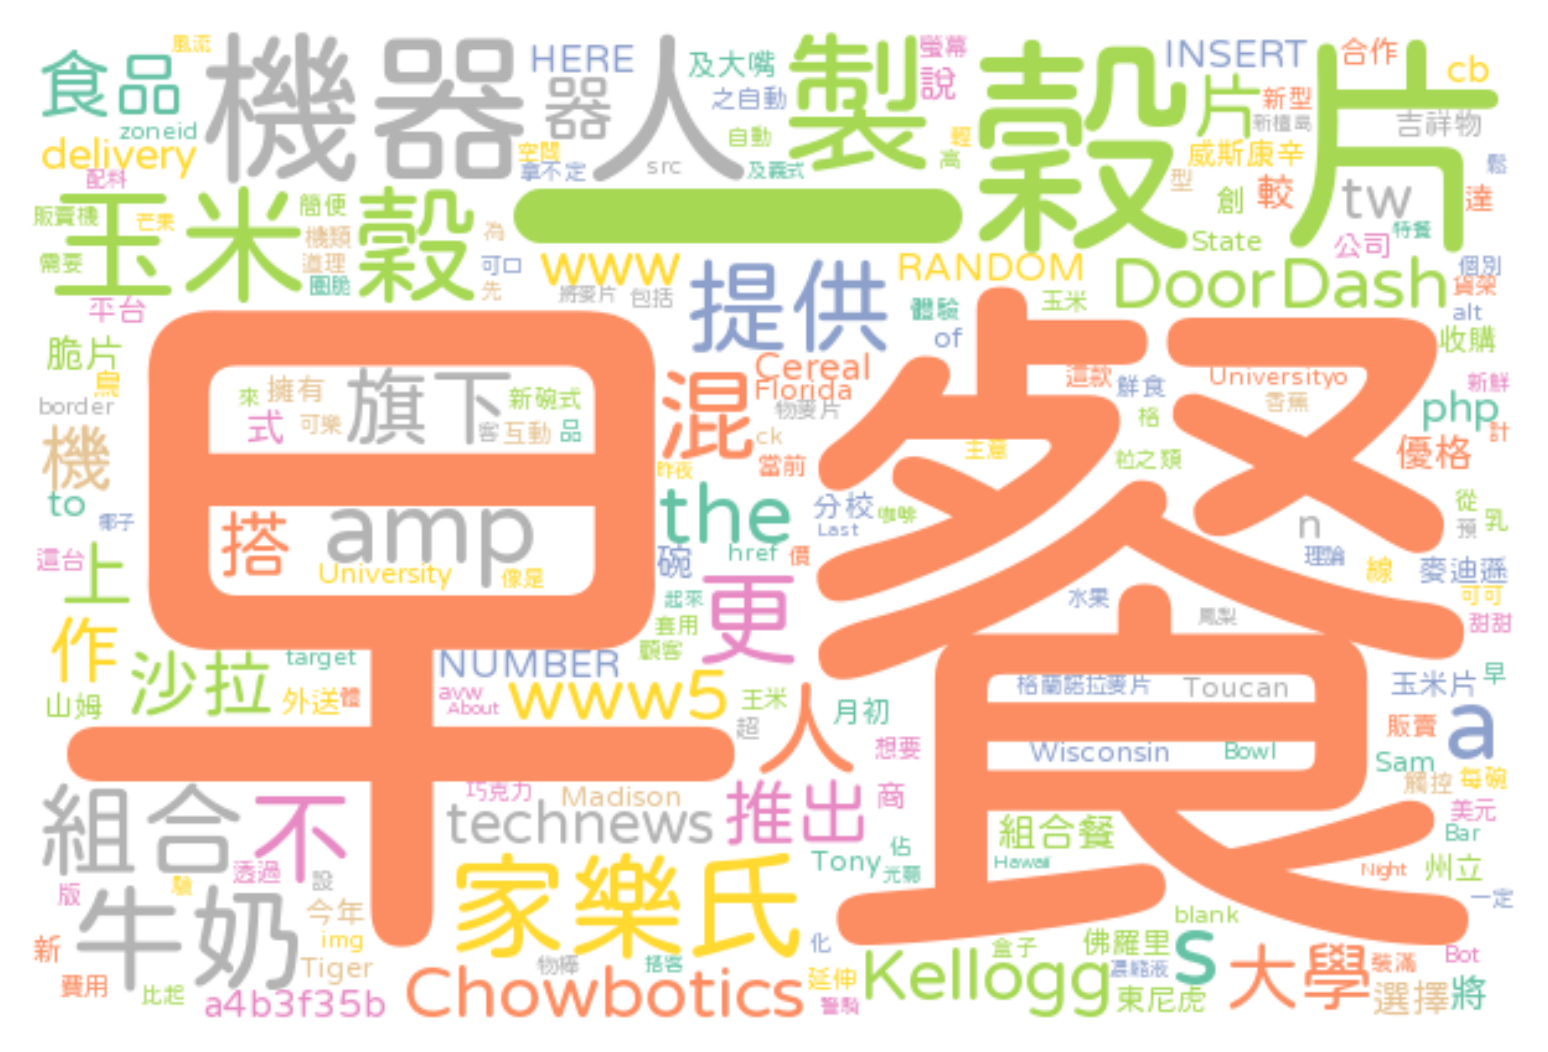 風流
食品
zoneid
delivery
機器人
HERE
器
及大嘴
之自動
自動
製
螢幕
說
穀片
INSERT
合作
cb
片
新型
吉祥物
威斯康辛
空間
拿不定
src
及義式
輕
高
型
鬆
配料
販賣機
芒果
需要
玉米穀
簡便
機類
道理
圈脆
為
可口
先
一
創
較
tw
達
State
公司
特餐
www
將麥片
包括
提供
RANDOM
體驗
of
玉米
DoorDash
個別
貨架
alt
平台
脆片
鳥
border
收購
早餐
來
擁有
式
可樂
旗下
客
新碗式
互動
品
混
Cereal
Florida
物麥片
ck
當前
昨夜
這款
鮮食
格
主意
粒之類
Universityo
香蕉
新鮮
php
計
優格
機
to
椰子
搭
amp
University
像是
the
碗
href
價
分校
Last
咖啡
n
理論
從
預
乳
線
麥迪遜
可可
甜甜
這台
上
作
起來
套用
顧客
更
水果
鳳梨
沙拉
target
山姆
外送
體
NUMBER
avw
About
www5
王米
超
人
月初
想要
格蘭諾拉麥片
Toucan
Wisconsin
Bowl
玉米片
早
販賣
a
Sam
觸控
每碗
美元
組合
不
透過
設
巧克力
Madison
technews
推出
商
Tony
佔
組合餐
Hawaii
Bar
Night
州立
一定
版
驗
牛奶
今年
img
Tiger
新
費用
比起
a4b3f35b
家樂氏
物棒
搭客
Chowbotics
化
延伸
Kellogg
盒子
佛羅里
濃縮液
東尼虎
blank
s
大學
裝滿
選擇
Bot
將